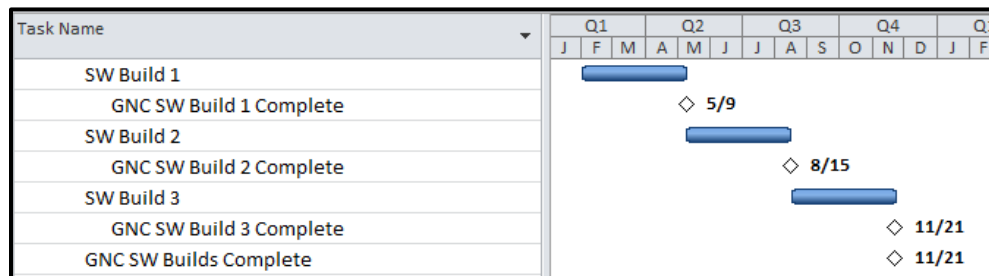 Task Name Q1 Q2 Q3 Q4
J F M A M J J A S O N D J F
SW Build 1
GNC SW Build 1 Complete 5/9
SW Build 2
GNC SW Build 2 Complete 8/15
SW Build 3
GNC SW Build 3 Complete 11/21
GNC SW Builds Complete 11/21